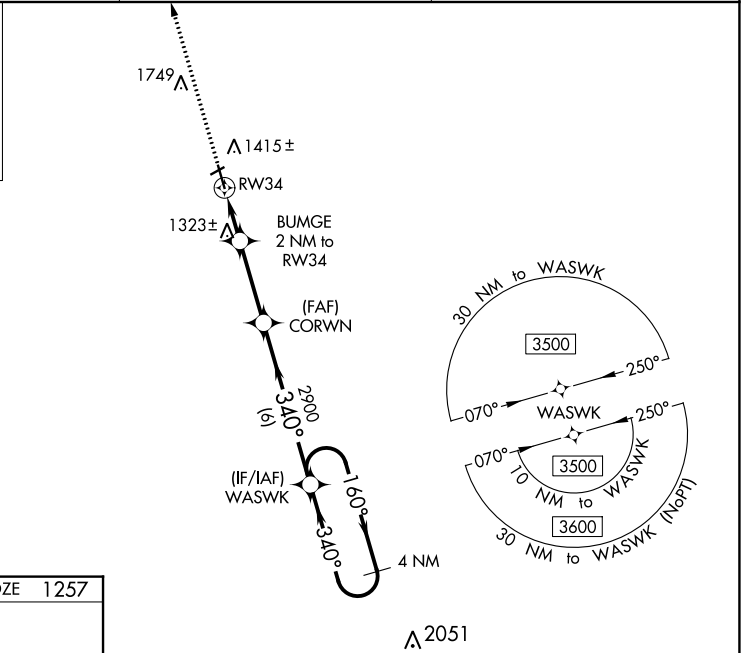 1749
1415±
RW34
1323±
BUMGE
2 NM to
RW34
(FAF)
CORWN
2900
340°
(6)
(IF/IAF)
WASWK
160°
340°
4 NM
2051
30 NM to WASWK
3500
250°
070°
WASWK
250°
070°
3500
10 NM to WASWK
3600
30 NM to WASWK (NoPT)
1257